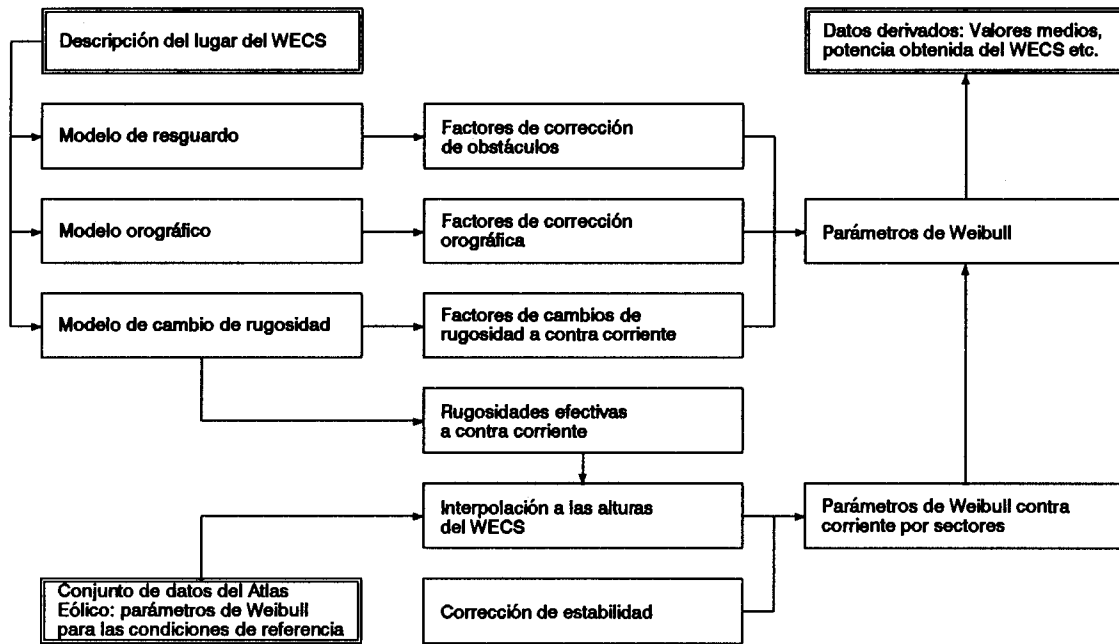 Descripción del lugar del WECS
Datos derivados: Valores medios,
potencia obtenida del WECS etc.
Modelo de resguardo
Factores de corrección
de obstáculos
Modelo orográfico
Factores de corrección
orográfica
Parámetros de Weibull
Modelo de cambio de rugosidad
Factores de cambios de
rugosidad a contra corriente
Rugosidades efectivas
a contra corriente
Interpolación a las alturas
del WECS
Parámetros de Weibull contra
corriente por sectores
Conjunto de datos del Atlas
Eólico: parámetros de Weibull
para las condiciones de referencia
Corrección de estabilidad